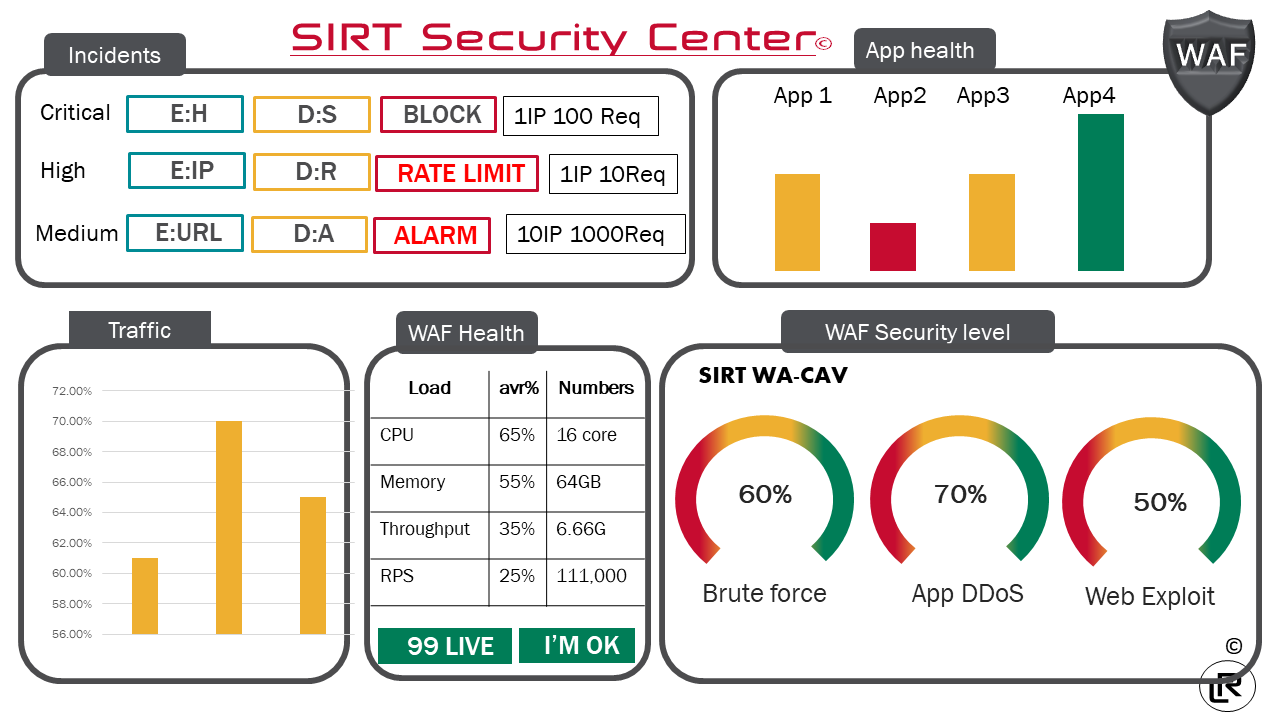 SIRT Security Center©
Incidents
Critical E:H D:S BLOCK 1IP 100 Req
High E:IP D:R RATE LIMIT 1IP 10Req
Medium E:URL D:A ALARM 10IP 1000Req
App health
WAF
App 1 App2 App3 App4
Traffic
72.00%
70.00%
68.00%
66.00%
64.00%
62.00%
60.00%
58.00%
56.00%
WAF Health
Load avr% Numbers
CPU 65% 16 core
Memory 55% 64GB
Throughput 35% 6.66G
RPS 25% 111,000
99 LIVE I’M OK
WAF Security level
SIRT WA-CAV
60% 70% 50%
Brute force App DDoS Web Exploit
©
LR